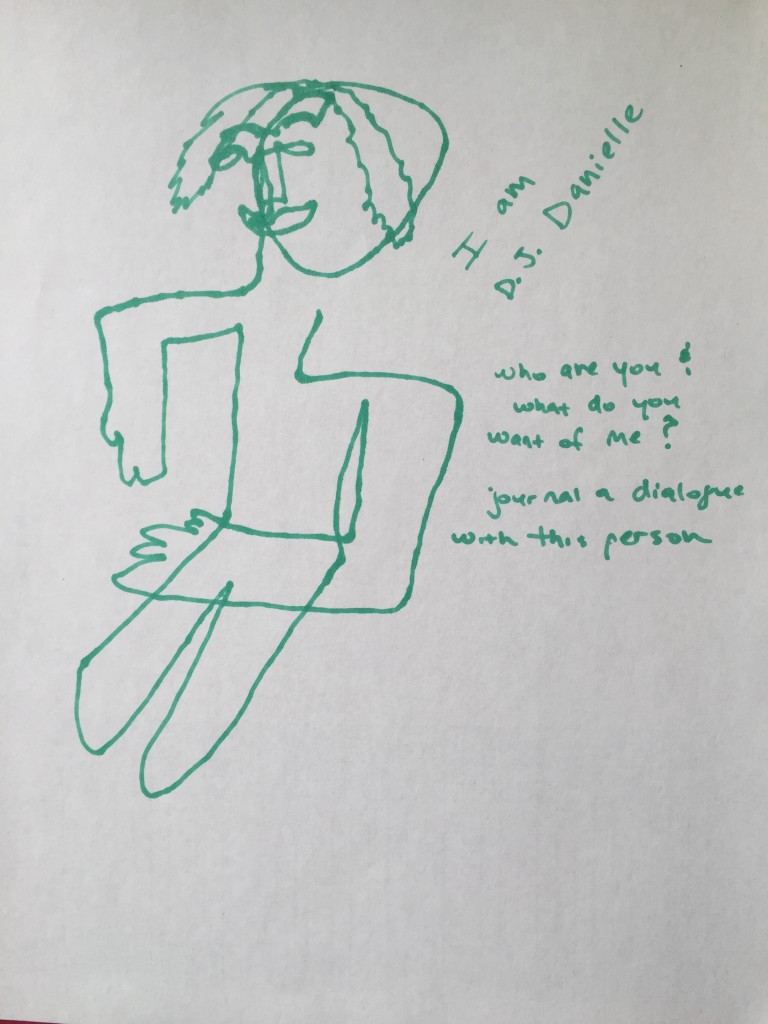 I am
D.J. Danielle
who are you &
what do you
want of me?
journal a dialogue
with this person